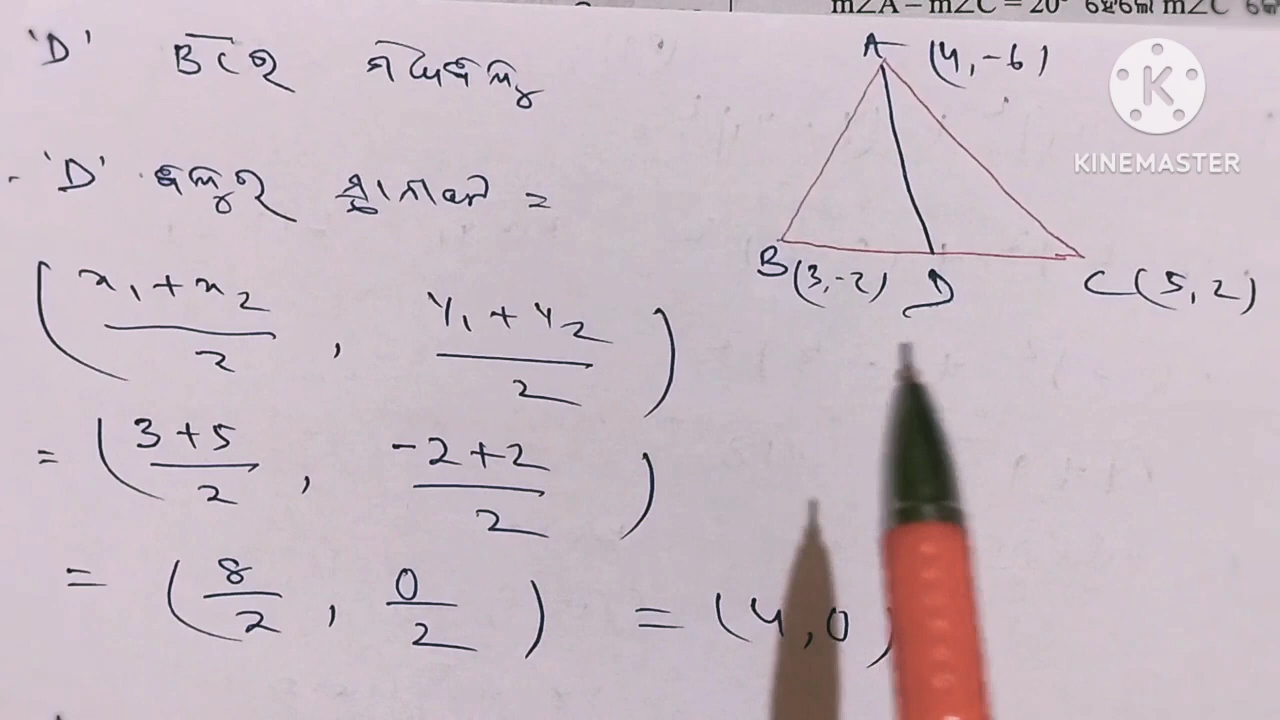 m∠A – m∠C = 20° ହେଲେ m∠C
'D' B͞C͞ର ମଧ୍ୟବିନ୍ଦୁ
A (4, -6)
KINEMASTER
'D' ବିନ୍ଦୁର ସ୍ଥାନାଙ୍କ =
B (3, -2) D C (5, 2)
( x₁ + x₂ / 2 , y₁ + y₂ / 2 )
= ( 3 + 5 / 2 , -2 + 2 / 2 )
= ( 8 / 2 , 0 / 2 ) = (4, 0)